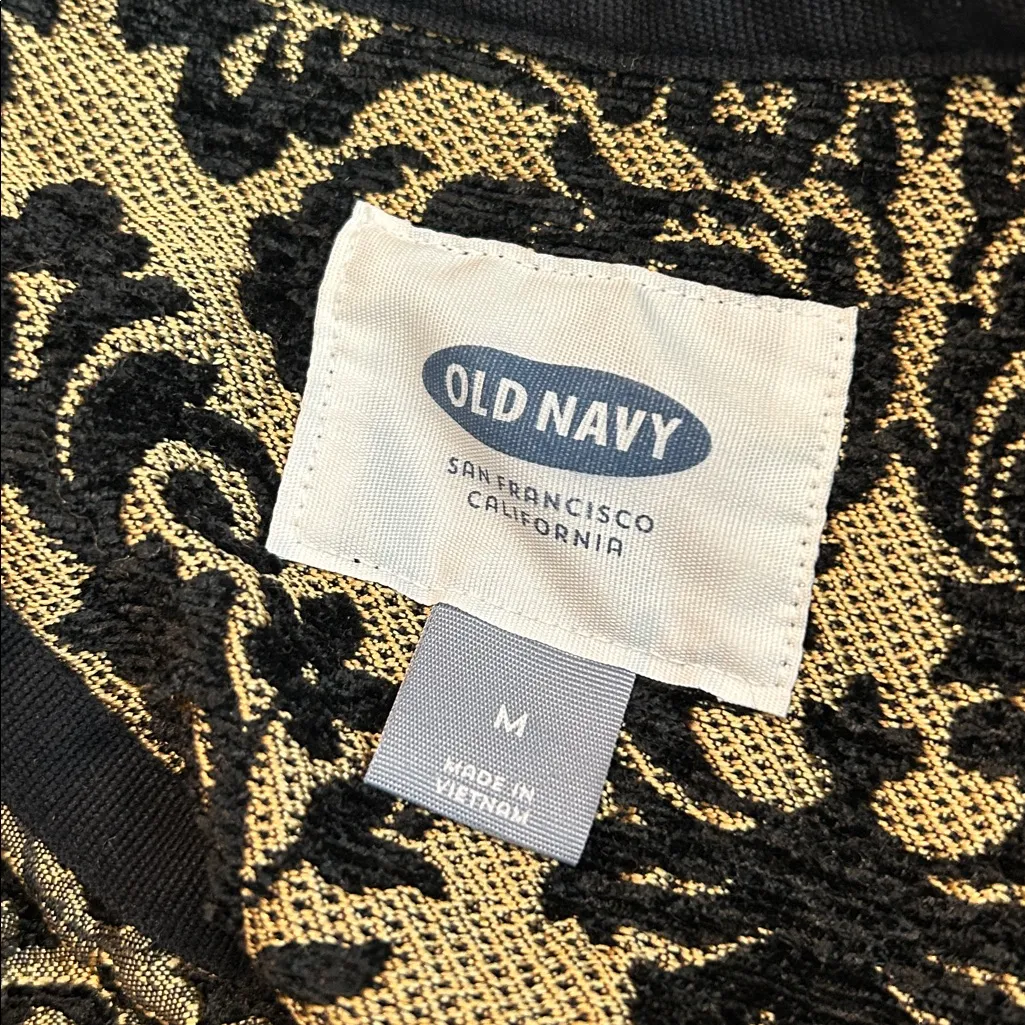 OLD NAVY
SAN FRANCISCO
CALIFORNIA
M
MADE IN
VIETNAM